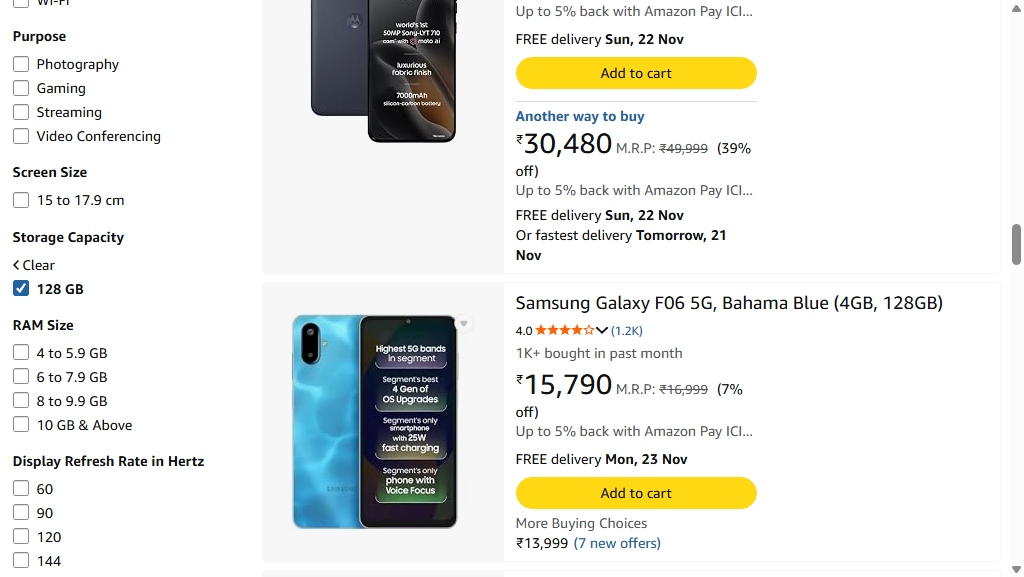 Wi-Fi
Purpose
Photography
Gaming
Streaming
Video Conferencing
Screen Size
15 to 17.9 cm
Storage Capacity
Clear
128 GB
RAM Size
4 to 5.9 GB
6 to 7.9 GB
8 to 9.9 GB
10 GB & Above
Display Refresh Rate in Hertz
60
90
120
144
world's 1st
50MP Sony-LYT 710
cam* with moto ai
luxurious
fabric finish
7000mAh
silicon-carbon battery
Up to 5% back with Amazon Pay ICI...
FREE delivery Sun, 22 Nov
Add to cart
Another way to buy
₹30,480 M.R.P: ₹49,999 (39%
off)
Up to 5% back with Amazon Pay ICI...
FREE delivery Sun, 22 Nov
Or fastest delivery Tomorrow, 21
Nov
Highest 5G bands
in segment
Segment's best
4 Gen of
OS Upgrades
Segment's only
smartphone
with 25W
fast charging
Segment's only
phone with
Voice Focus
SAMSUNG
Samsung Galaxy F06 5G, Bahama Blue (4GB, 128GB)
4.0 (1.2K)
1K+ bought in past month
₹15,790 M.R.P: ₹16,999 (7%
off)
Up to 5% back with Amazon Pay ICI...
FREE delivery Mon, 23 Nov
Add to cart
More Buying Choices
₹13,999 (7 new offers)